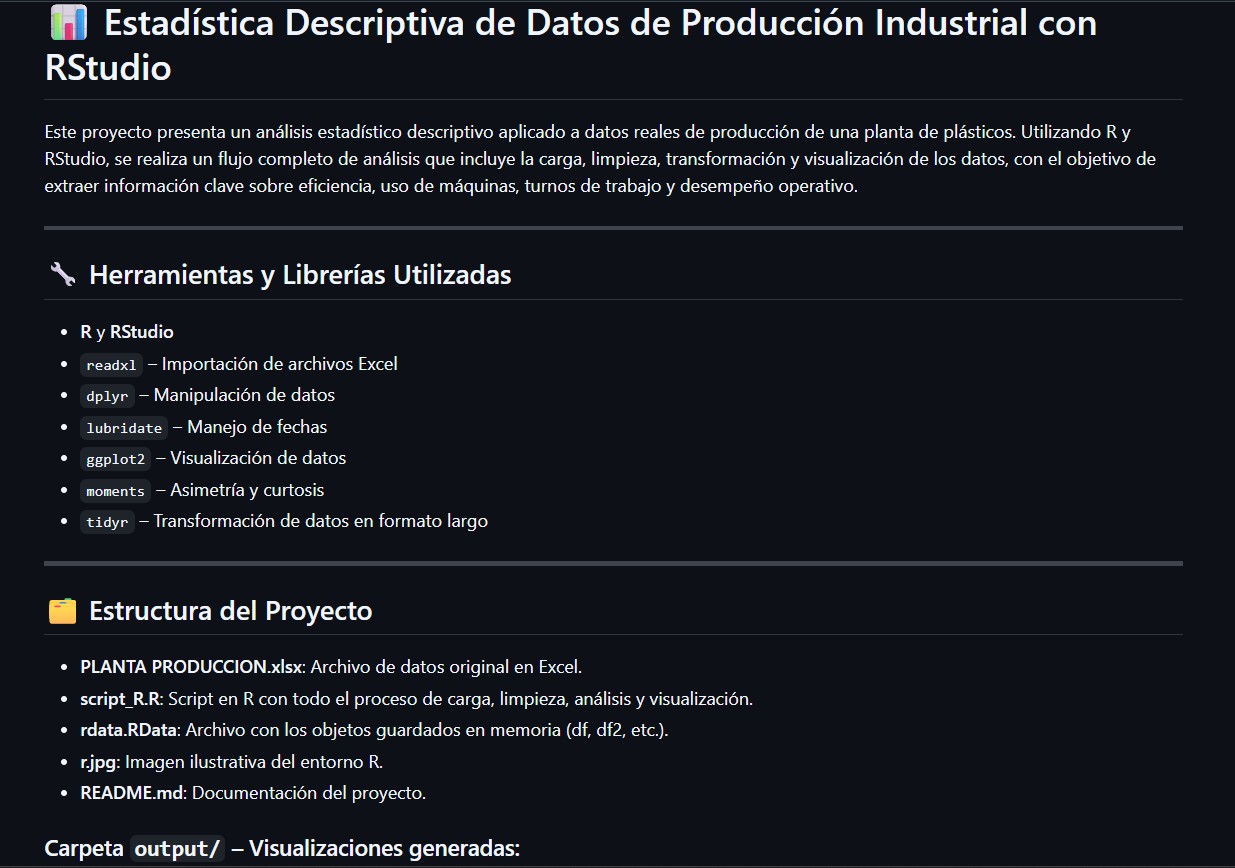 📊 Estadística Descriptiva de Datos de Producción Industrial con
RStudio
Este proyecto presenta un análisis estadístico descriptivo aplicado a datos reales de producción de una planta de plásticos. Utilizando R y
RStudio, se realiza un flujo completo de análisis que incluye la carga, limpieza, transformación y visualización de los datos, con el objetivo de
extraer información clave sobre eficiencia, uso de máquinas, turnos de trabajo y desempeño operativo.
🔧 Herramientas y Librerías Utilizadas
• R y RStudio
• readxl – Importación de archivos Excel
• dplyr – Manipulación de datos
• lubridate – Manejo de fechas
• ggplot2 – Visualización de datos
• moments – Asimetría y curtosis
• tidyr – Transformación de datos en formato largo
🗂️ Estructura del Proyecto
• PLANTA PRODUCCION.xlsx: Archivo de datos original en Excel.
• script_R.R: Script en R con todo el proceso de carga, limpieza, análisis y visualización.
• rdata.RData: Archivo con los objetos guardados en memoria (df, df2, etc.).
• r.jpg: Imagen ilustrativa del entorno R.
• README.md: Documentación del proyecto.
Carpeta output/ – Visualizaciones generadas: